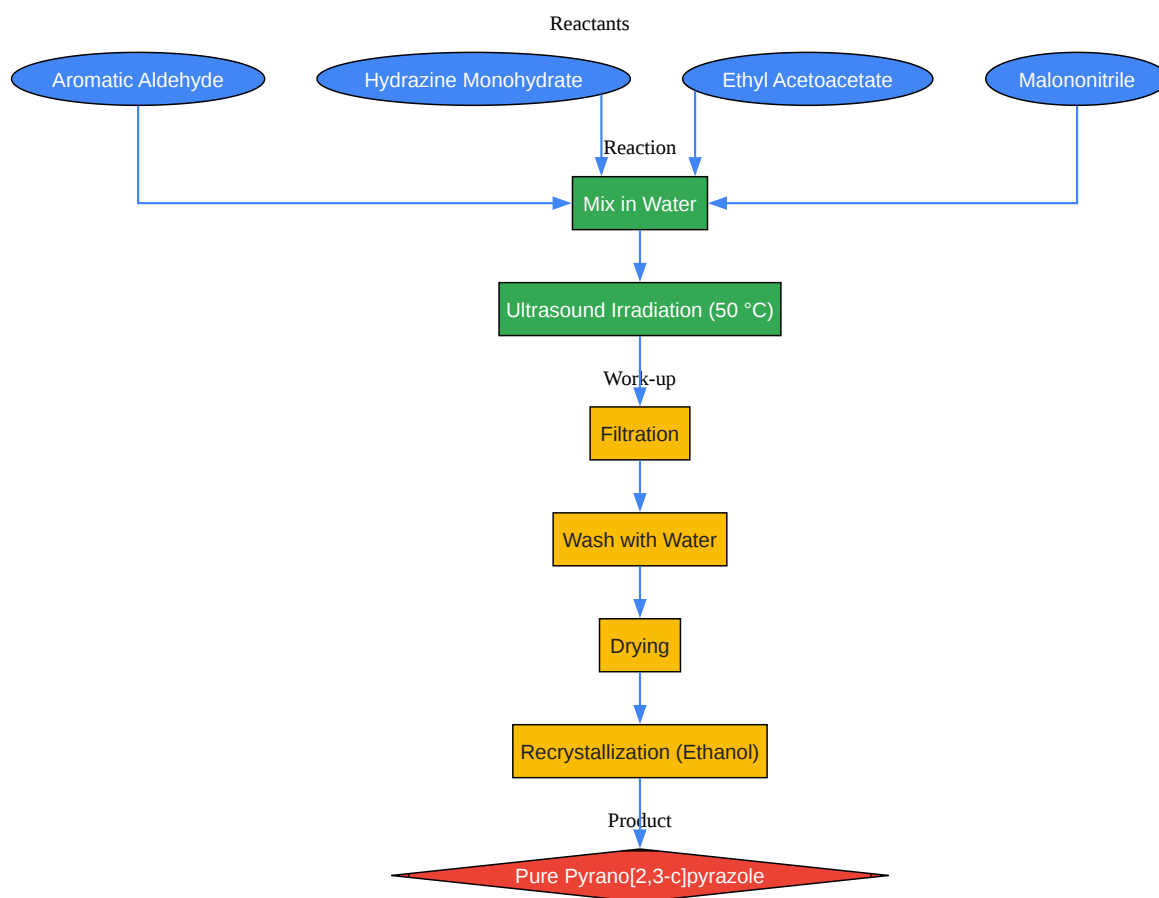 Reactants
Aromatic Aldehyde
Hydrazine Monohydrate
Ethyl Acetoacetate
Malononitrile
Reaction
Mix in Water
Ultrasound Irradiation (50 °C)
Work-up
Filtration
Wash with Water
Drying
Recrystallization (Ethanol)
Product
Pure Pyrano[2,3-c]pyrazole